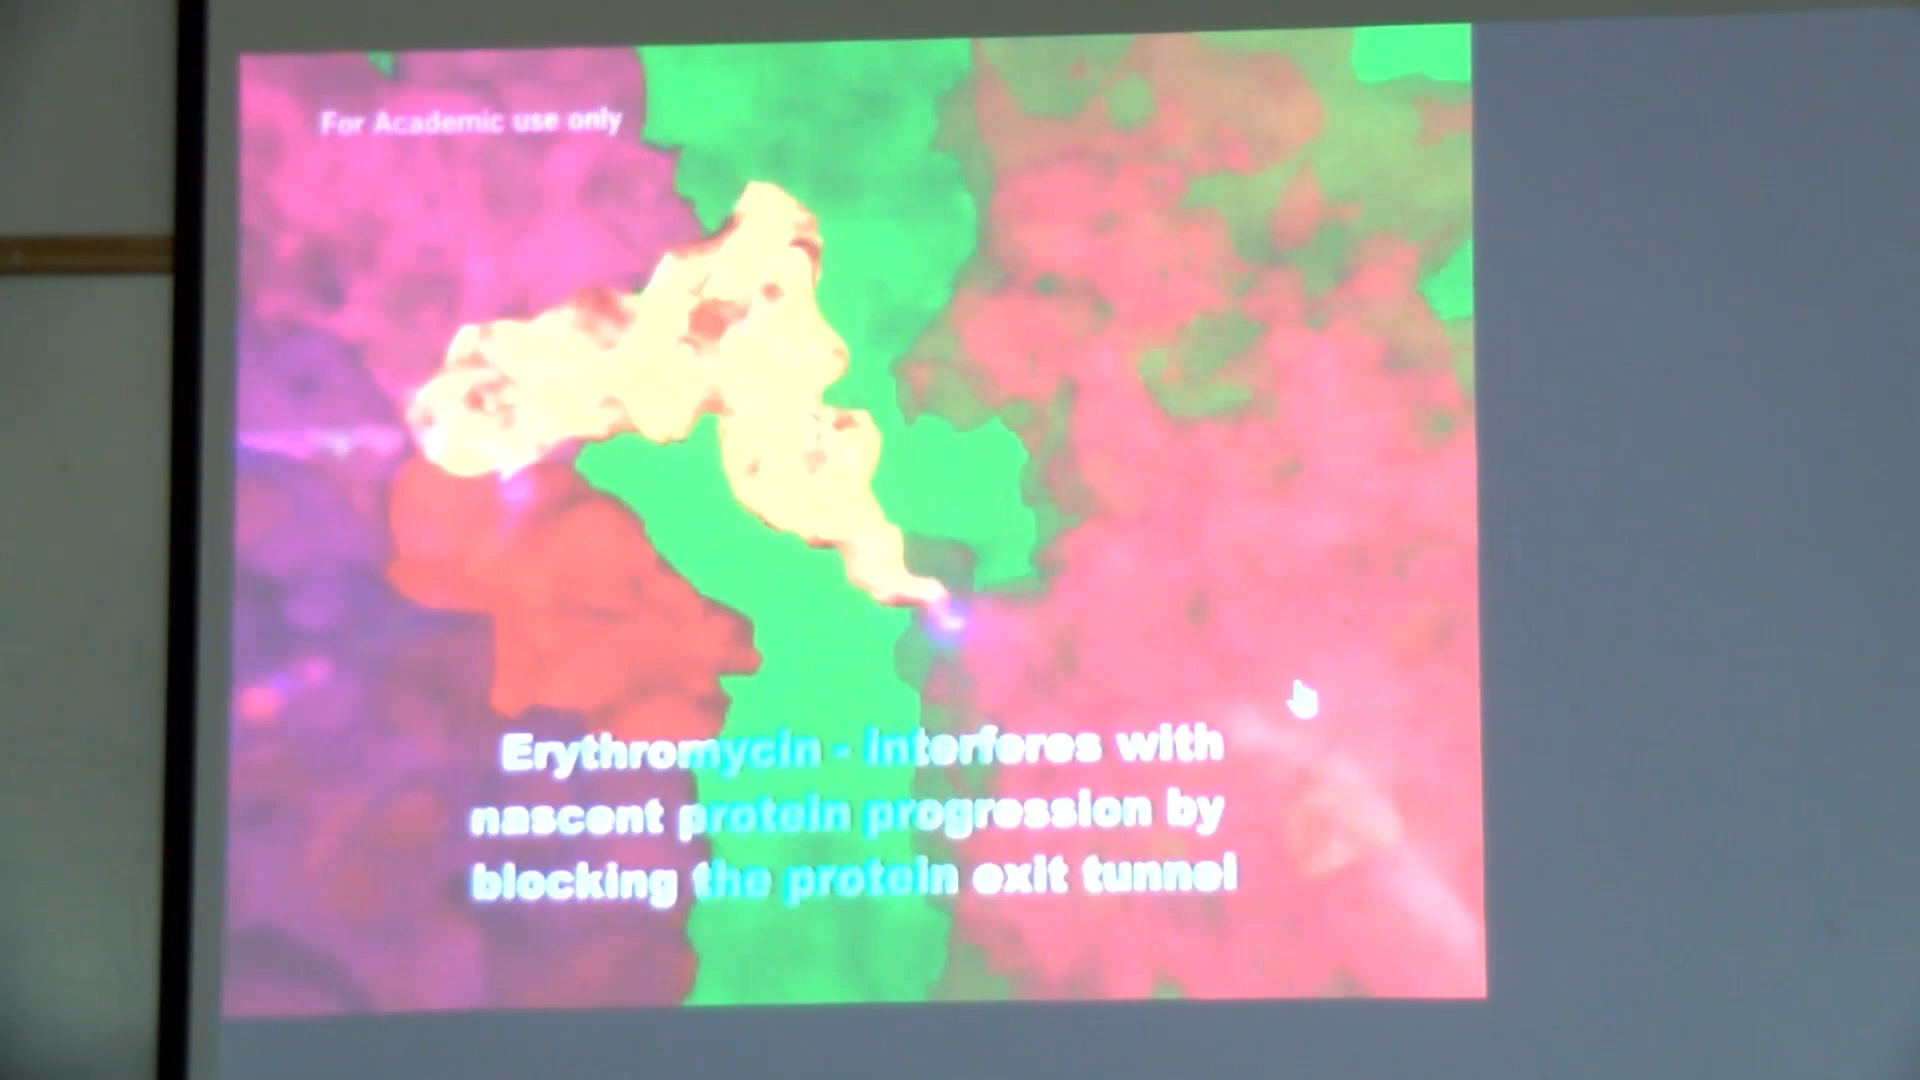 For Academic use only
Erythromycin - interferes with
nascent protein progression by
blocking the protein exit tunnel